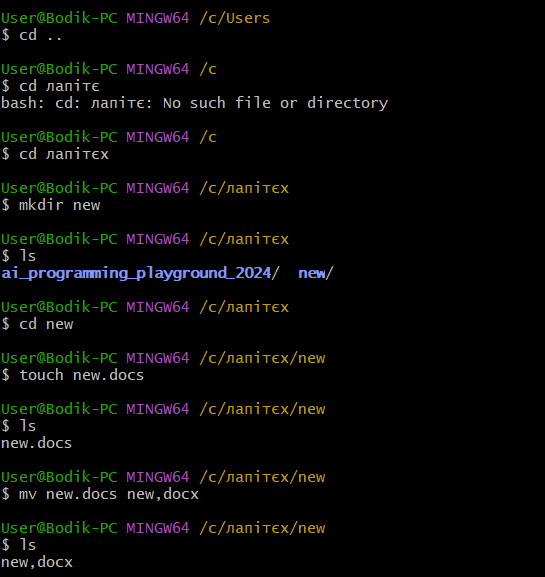 User@Bodik-PC MINGW64 /c/Users
$ cd ..
User@Bodik-PC MINGW64 /c
$ cd лапітє
bash: cd: лапітє: No such file or directory
User@Bodik-PC MINGW64 /c
$ cd лапітєх
User@Bodik-PC MINGW64 /c/лапітєх
$ mkdir new
User@Bodik-PC MINGW64 /c/лапітєх
$ ls
ai_programming_playground_2024/  new/
User@Bodik-PC MINGW64 /c/лапітєх
$ cd new
User@Bodik-PC MINGW64 /c/лапітєх/new
$ touch new.docs
User@Bodik-PC MINGW64 /c/лапітєх/new
$ ls
new.docs
User@Bodik-PC MINGW64 /c/лапітєх/new
$ mv new.docs new,docx
User@Bodik-PC MINGW64 /c/лапітєх/new
$ ls
new,docx